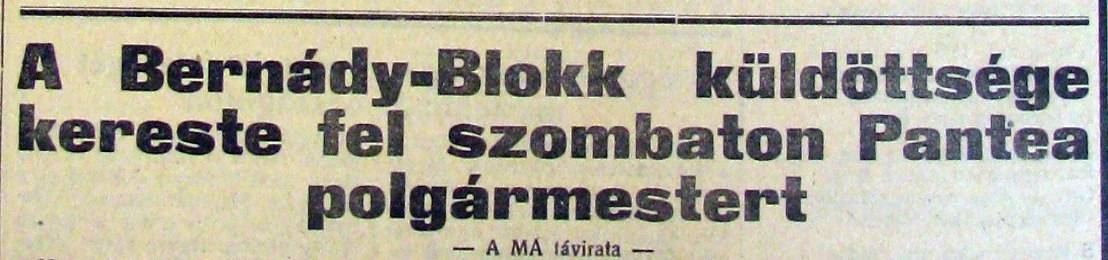 A Bernády-Blokk küldöttsége
kereste fel szombaton Pantea
polgármestert
— A MA távirata —